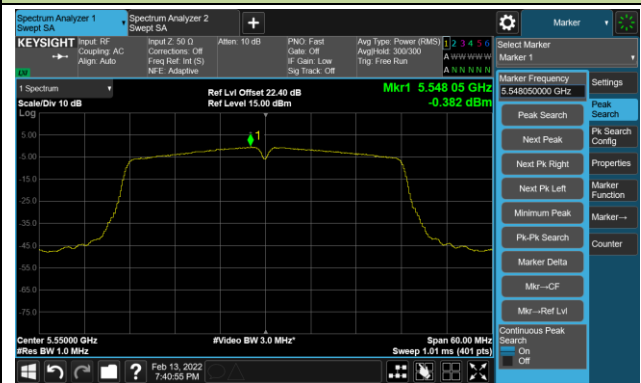 Spectrum Analyzer 1
Swept SA
Spectrum Analyzer 2
Swept SA
+
Marker
KEYSIGHT
Input: RF
Coupling: AC
Align: Auto
Input Z: 50 Ω
Corrections: Off
Freq Ref: Int (S)
NFE: Adaptive
Atten: 10 dB
PNO: Fast
Gate: Off
IF Gain: Low
Sig Track: Off
Avg Type: Power (RMS)
Avg|Hold: 300/300
Trig: Free Run
1 2 3 4 5 6
A W W W W W
A N N N N N
LXI
Select Marker
Marker 1
1 Spectrum
Scale/Div 10 dB
Log
Ref Lvl Offset 22.40 dB
Ref Level 15.00 dBm
Mkr1 5.548 05 GHz
-0.382 dBm
5.00
-5.00
-15.0
-25.0
-35.0
-45.0
-55.0
-65.0
-75.0
1
Center 5.55000 GHz
#Res BW 1.0 MHz
#Video BW 3.0 MHz*
Span 60.00 MHz
Sweep 1.01 ms (401 pts)
Marker Frequency
5.548050000 GHz
Peak Search
Next Peak
Next Pk Right
Next Pk Left
Minimum Peak
Pk-Pk Search
Marker Delta
Mkr→CF
Mkr→Ref Lvl
Continuous Peak
Search
On
Off
Settings
Peak
Search
Pk Search
Config
Properties
Marker
Function
Marker→
Counter
?
Feb 13, 2022
7:40:55 PM